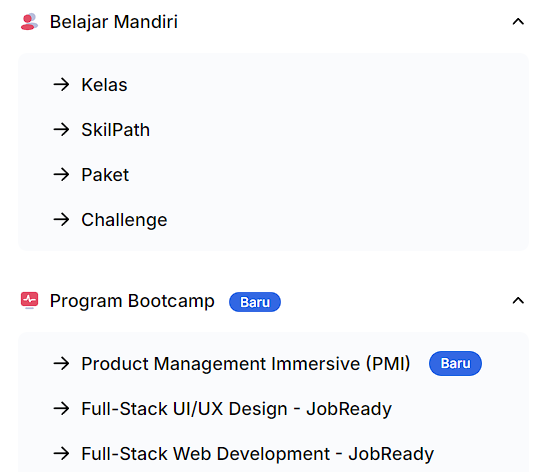 Belajar Mandiri
Kelas
SkilPath
Paket
Challenge
Program Bootcamp Baru
Product Management Immersive (PMI) Baru
Full-Stack UI/UX Design - JobReady
Full-Stack Web Development - JobReady